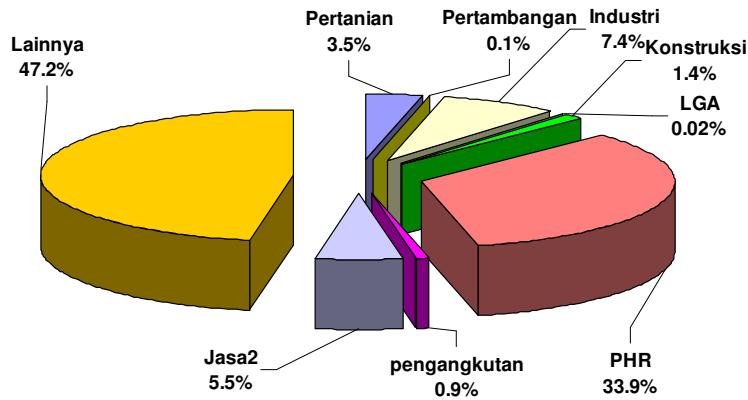 Lainnya
47.2%
Pertanian
3.5%
Pertambangan
0.1%
Industri
7.4%
Konstruksi
1.4%
LGA
0.02%
PHR
33.9%
pengangkutan
0.9%
Jasa2
5.5%